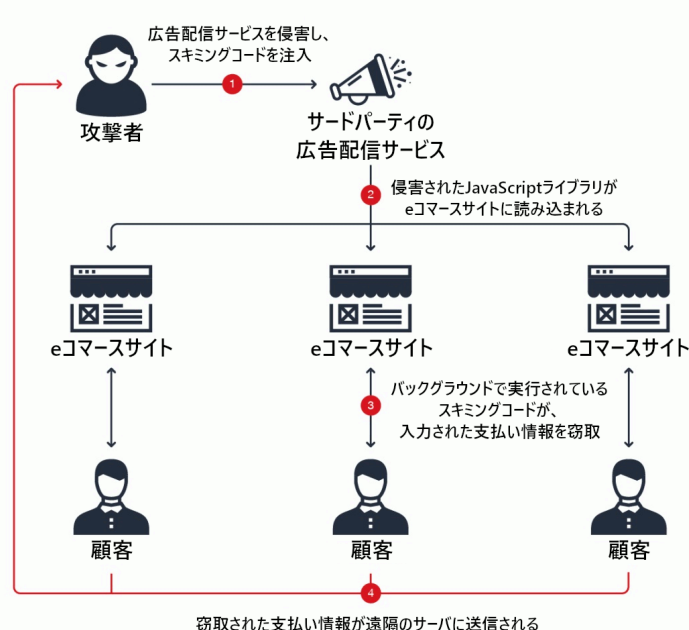 広告配信サービスを侵害し、
スキミングコードを注入
1
攻撃者
サードパーティの
広告配信サービス
2
侵害されたJavaScriptライブラリが
eコマースサイトに読み込まれる
eコマースサイト
eコマースサイト
eコマースサイト
3
バックグラウンドで実行されている
スキミングコードが、
入力された支払い情報を窃取
顧客
顧客
顧客
4
窃取された支払い情報が遠隔のサーバに送信される